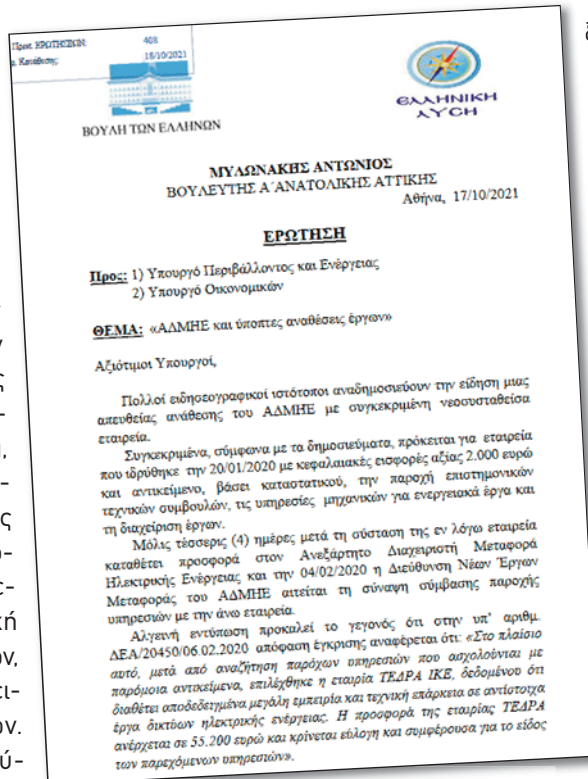 Πρωτ. ΕΡΩΤΗΣΕΩΝ: 408
Κατάθεσης: 18/10/2021
ΒΟΥΛΗ ΤΩΝ ΕΛΛΗΝΩΝ
ΕΛΛΗΝΙΚΗ
ΛΥΣΗ
ΜΥΛΩΝΑΚΗΣ ΑΝΤΩΝΙΟΣ
ΒΟΥΛΕΥΤΗΣ Α΄ΑΝΑΤΟΛΙΚΗΣ ΑΤΤΙΚΗΣ
Αθήνα, 17/10/2021
ΕΡΩΤΗΣΗ
Προς: 1) Υπουργό Περιβάλλοντος και Ενέργειας
2) Υπουργό Οικονομικών
ΘΕΜΑ: «ΑΔΜΗΕ και ύποπτες αναθέσεις έργων»
Αξιότιμοι Υπουργοί,
Πολλοί ειδησεογραφικοί ιστότοποι αναδημοσιεύουν την είδηση μιας
απευθείας ανάθεσης του ΑΔΜΗΕ με συγκεκριμένη νεοσυσταθείσα
εταιρεία.
Συγκεκριμένα, σύμφωνα με τα δημοσιεύματα, πρόκειται για εταιρεία
που ιδρύθηκε την 20/01/2020 με κεφαλαιακές εισφορές αξίας 2.000 ευρώ
και αντικείμενο, βάσει καταστατικού, την παροχή επιστημονικών
τεχνικών συμβουλών, τις υπηρεσίες μηχανικών για ενεργειακά έργα και
τη διαχείριση έργων.
Μόλις τέσσερις (4) ημέρες μετά τη σύσταση της εν λόγω εταιρεία
καταθέτει προσφορά στον Ανεξάρτητο Διαχειριστή Μεταφορά
Ηλεκτρικής Ενέργειας και την 04/02/2020 η Διεύθυνση Νέων Έργων
Μεταφοράς του ΑΔΜΗΕ αιτείται τη σύναψη σύμβασης παροχής
υπηρεσιών με την άνω εταιρεία.
Αλγεινή εντύπωση προκαλεί το γεγονός ότι στην υπ' αριθμ.
ΔΕΑ/20450/06.02.2020 απόφαση έγκρισης αναφέρεται ότι: «Στο πλαίσιο
αυτό, μετά από αναζήτηση παρόχων υπηρεσιών που ασχολούνται με
παρόμοια αντικείμενα, επιλέχθηκε η εταιρία ΤΕΔΡΑ ΙΚΕ, δεδομένου ότι
διαθέτει αποδεδειγμένα μεγάλη εμπειρία και τεχνική επάρκεια σε αντίστοιχα
έργα δικτύων ηλεκτρικής ενέργειας. Η προσφορά της εταιρίας ΤΕΔΡΑ
ανέρχεται σε 55.200 ευρώ και κρίνεται εύλογη και συμφέρουσα για το είδος
των παρεχόμενων υπηρεσιών».